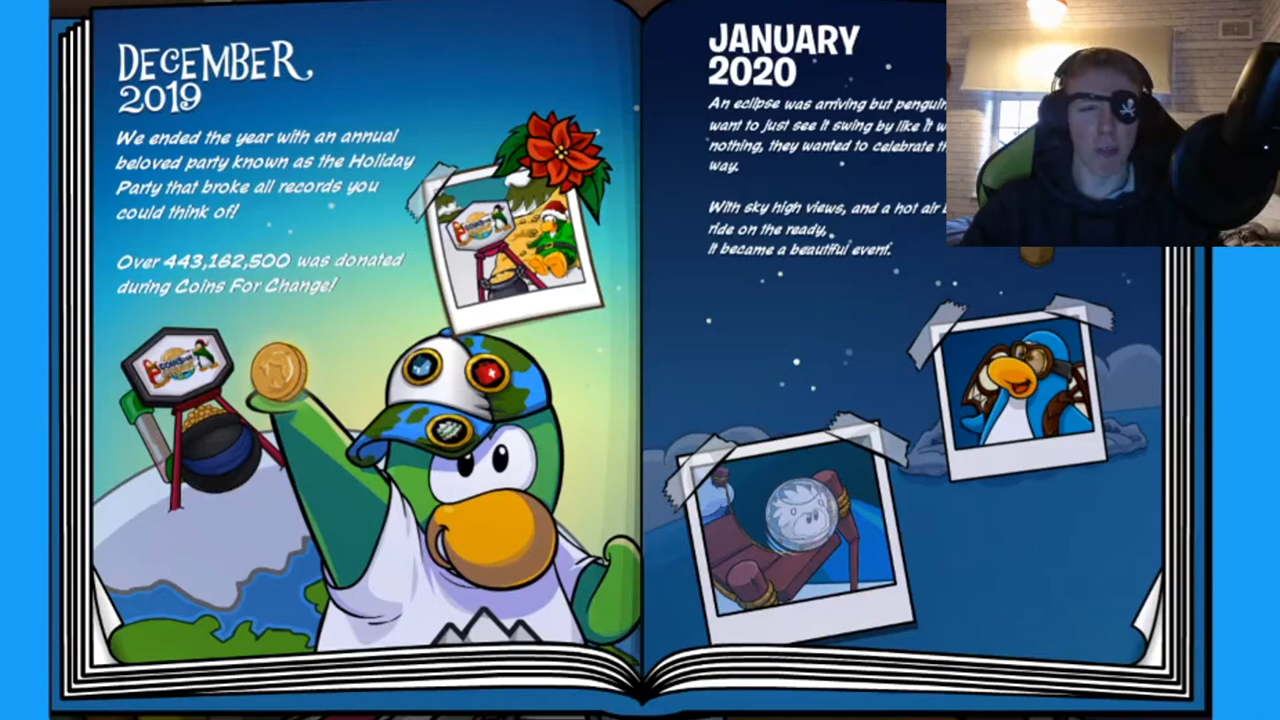 DECEMBER
2019
We ended the year with an annual
beloved party known as the Holiday
Party that broke all records you
could think of!
Over 443,162,500 was donated
during Coins For Change!
JANUARY
2020
An eclipse was arriving but penguin
want to just see it swing by like it w
nothing, they wanted to celebrate th
way.
With sky high views, and a hot air
ride on the ready,
it became a beautiful event.